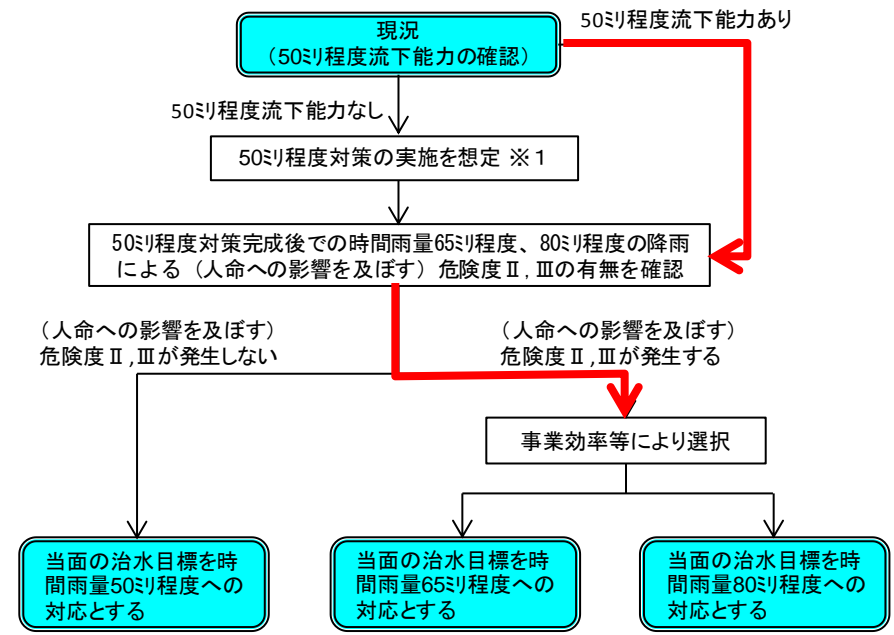 50ﾐﾘ程度流下能力あり
現況
（50ﾐﾘ程度流下能力の確認）
50ﾐﾘ程度流下能力なし
50ﾐﾘ程度対策の実施を想定 ※１
50ﾐﾘ程度対策完成後での時間雨量65ﾐﾘ程度、80ﾐﾘ程度の降雨
による（人命への影響を及ぼす）危険度Ⅱ,Ⅲの有無を確認
（人命への影響を及ぼす）
危険度Ⅱ,Ⅲが発生しない
（人命への影響を及ぼす）
危険度Ⅱ,Ⅲが発生する
事業効率等により選択
当面の治水目標を時
間雨量50ﾐﾘ程度への
対応とする
当面の治水目標を時
間雨量65ﾐﾘ程度への
対応とする
当面の治水目標を時
間雨量80ﾐﾘ程度への
対応とする